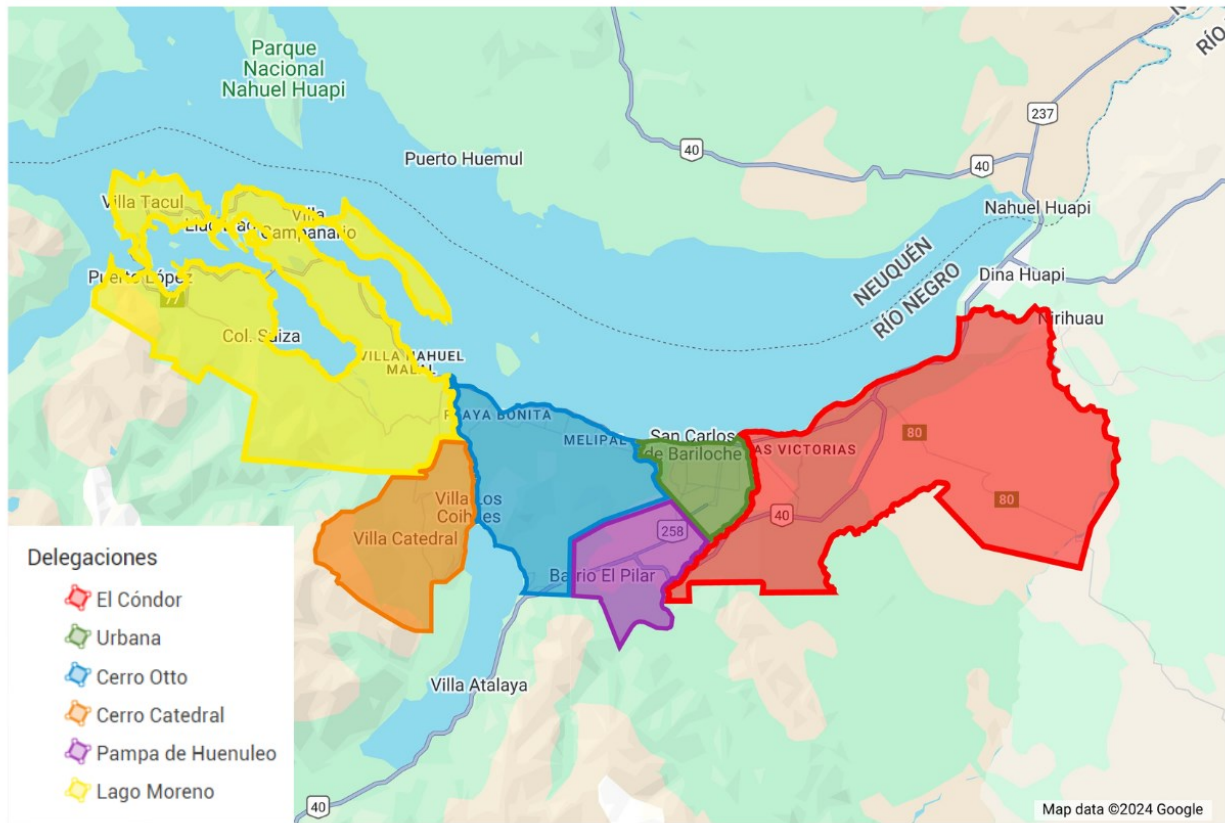 Parque
Nacional
Nahuel Huapi
RÍO
237
40
40
Puerto Huemul
Nahuel Huapi
NEUQUÉN
RÍO NEGRO
Dina Huapi
Ñirihuau
Villa Tacul
Villa
Campanario
Puerto López
77
Col. Suiza
VILLA NAHUEL
MALAL
PLAYA BONITA
MELIPAL
San Carlos
de Bariloche
LAS VICTORIAS
80
80
40
258
Villa Los
Coihues
Villa Catedral
Barrio El Pilar
Villa Atalaya
40
Delegaciones
El Cóndor
Urbana
Cerro Otto
Cerro Catedral
Pampa de Huenuleo
Lago Moreno
Map data ©2024 Google